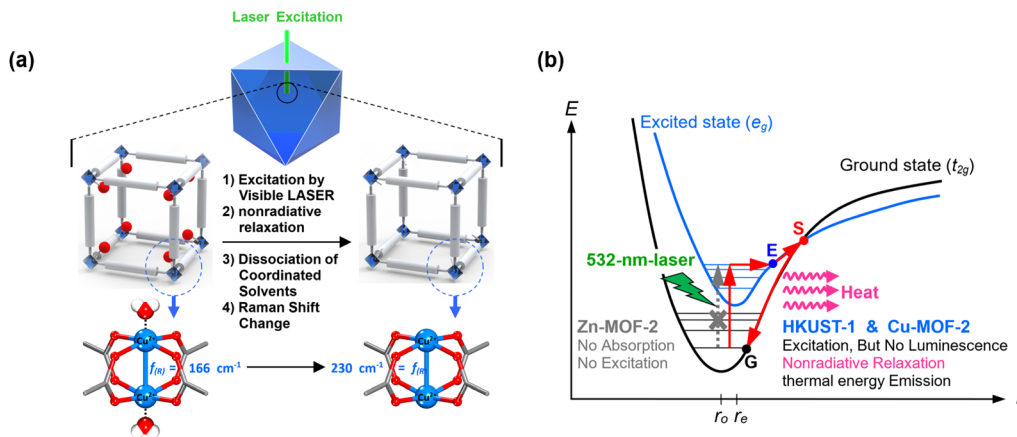 (a)
Laser Excitation
1) Excitation by
Visible LASER
2) nonradiative
relaxation
3) Dissociation of
Coordinated
Solvents
4) Raman Shift
Change
Cu²⁺
f(R) = 166 cm⁻¹
Cu²⁺
Cu²⁺
230 cm⁻¹ = f(R)
Cu²⁺
(b)
E
Excited state (eg)
Ground state (t2g)
S
E
532-nm-laser
Heat
Zn-MOF-2
No Absorption
No Excitation
G
HKUST-1 & Cu-MOF-2
Excitation, But No Luminescence
Nonradiative Relaxation
thermal energy Emission
ro re